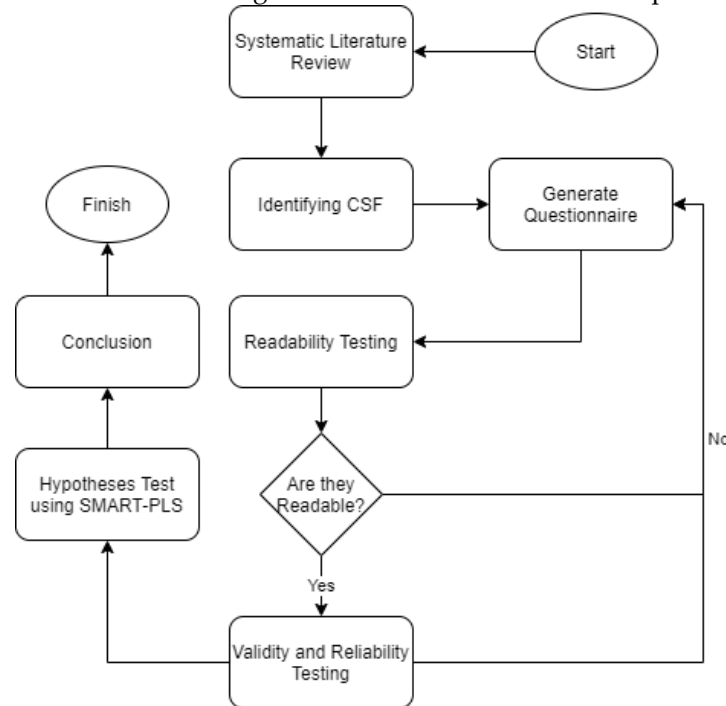 Systematic Literature
Review
Start
Identifying CSF
Generate
Questionnaire
Finish
Conclusion
Readability Testing
No
Hypotheses Test
using SMART-PLS
Are they
Readable?
Yes
Validity and Reliability
Testing